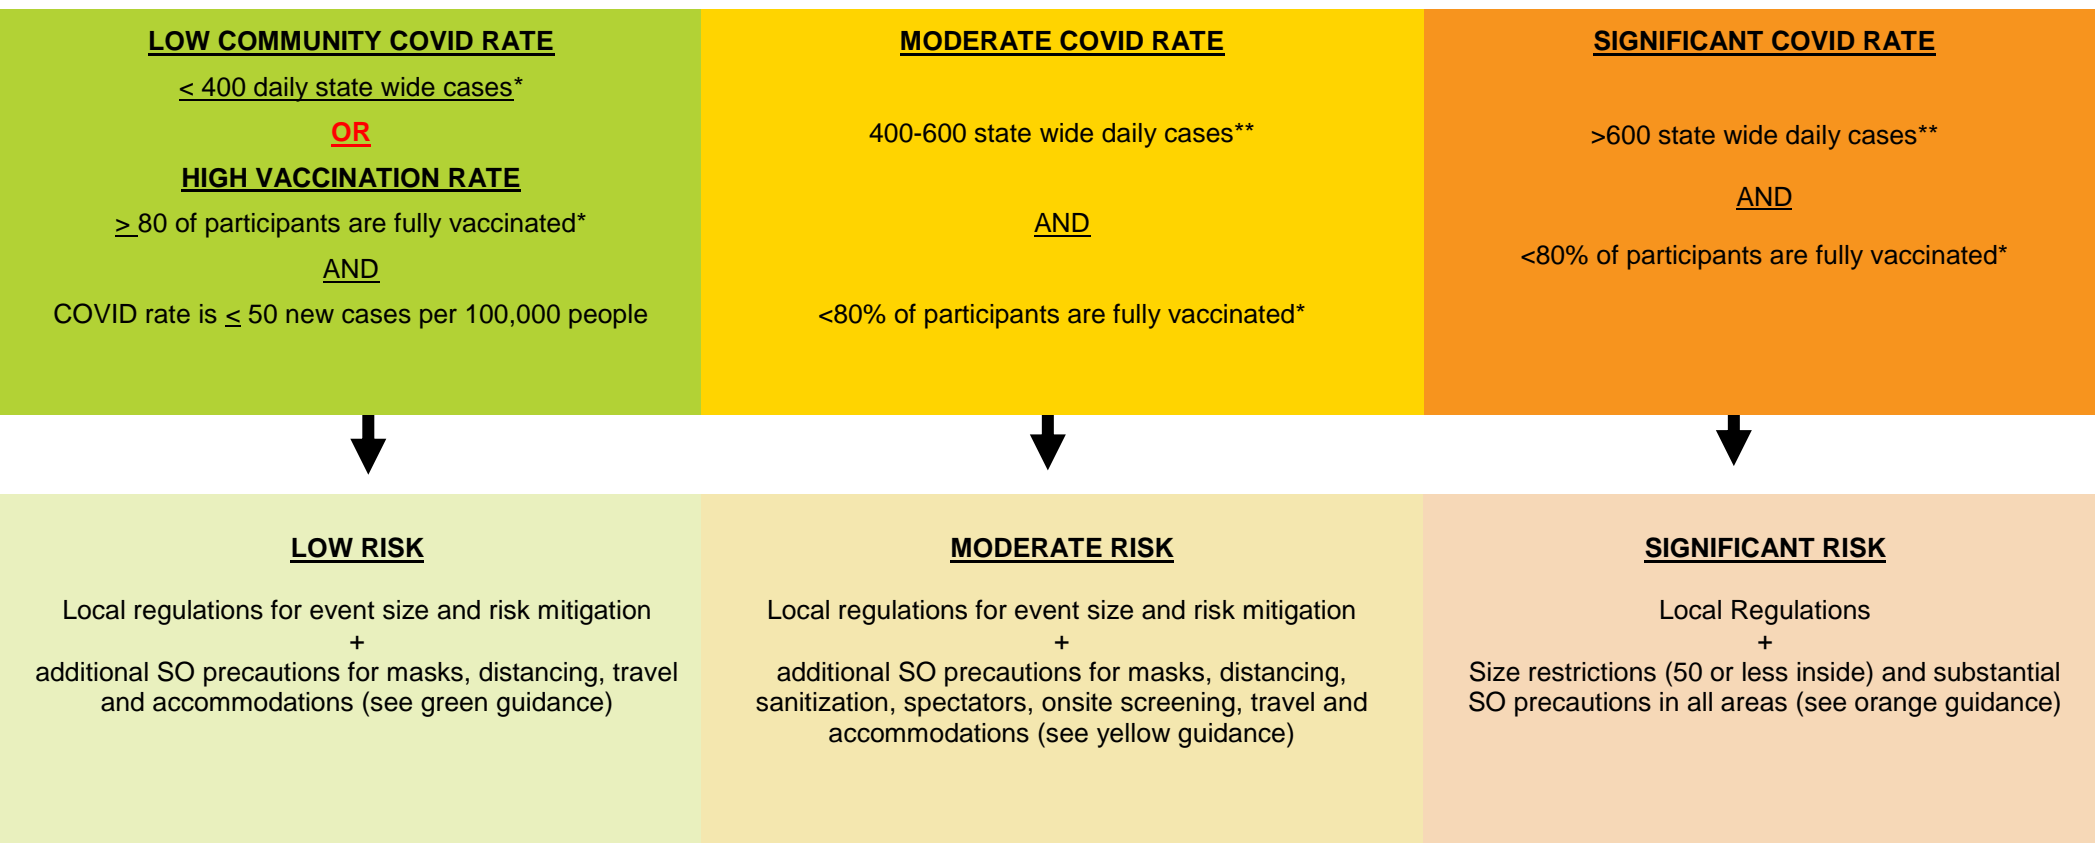 LOW COMMUNITY COVID RATE
< 400 daily state wide cases*
OR
HIGH VACCINATION RATE
> 80 of participants are fully vaccinated*
AND
COVID rate is < 50 new cases per 100,000 people
MODERATE COVID RATE
400-600 state wide daily cases**
AND
<80% of participants are fully vaccinated*
SIGNIFICANT COVID RATE
>600 state wide daily cases**
AND
<80% of participants are fully vaccinated*
LOW RISK
Local regulations for event size and risk mitigation
+
additional SO precautions for masks, distancing, travel
and accommodations (see green guidance)
MODERATE RISK
Local regulations for event size and risk mitigation
+
additional SO precautions for masks, distancing,
sanitization, spectators, onsite screening, travel and
accommodations (see yellow guidance)
SIGNIFICANT RISK
Local Regulations
+
Size restrictions (50 or less inside) and substantial
SO precautions in all areas (see orange guidance)